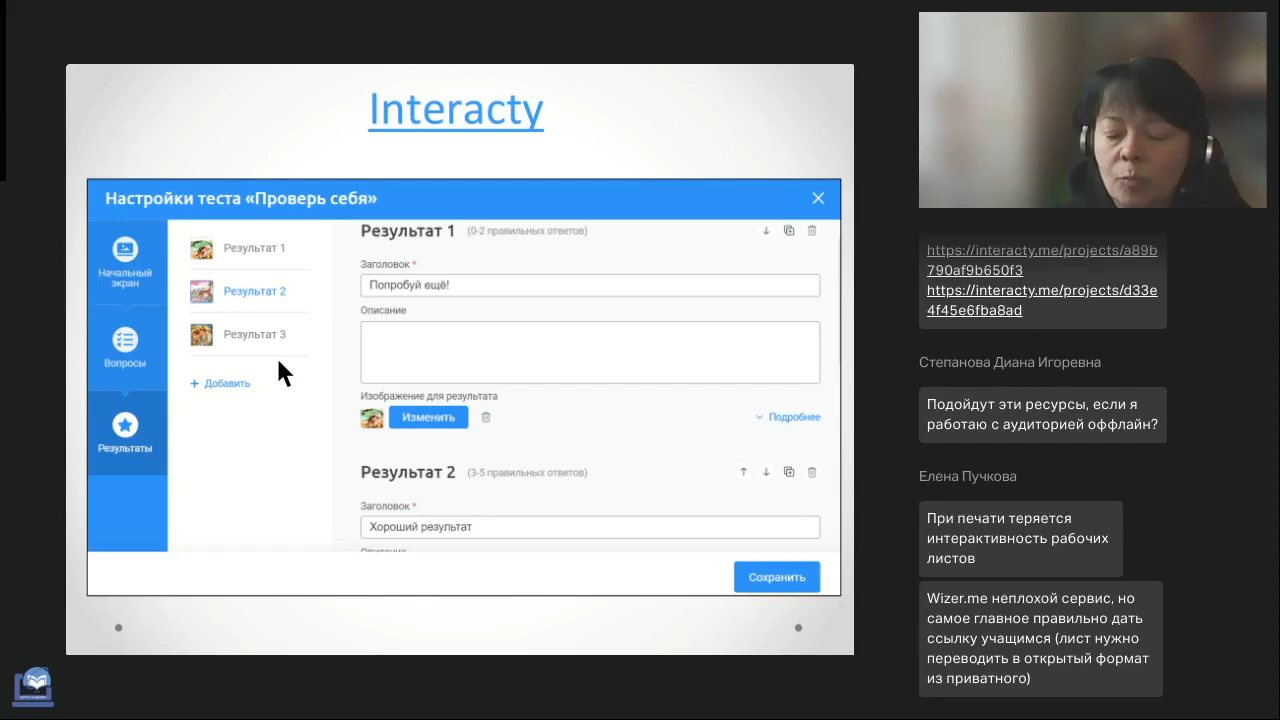 Interacty
Настройки теста «Проверь себя»
Начальный
экран
Вопросы
Результаты
Результат 1
Результат 2
Результат 3
+ Добавить
Результат 1 (0-2 правильных ответов)
Заголовок *
Попробуй ещё!
Описание
Изображение для результата
Изменить
Подробнее
Результат 2 (3-5 правильных ответов)
Заголовок *
Хороший результат
Описание
Сохранить
https://interacty.me/projects/a89b
790af9b650f3
https://interacty.me/projects/d33e
4f45e6fba8ad
Степанова Диана Игоревна
Подойдут эти ресурсы, если я
работаю с аудиторией оффлайн?
Елена Пучкова
При печати теряется
интерактивность рабочих
листов
Wizer.me неплохой сервис, но
самое главное правильно дать
ссылку учащимся (лист нужно
переводить в открытый формат
из приватного)